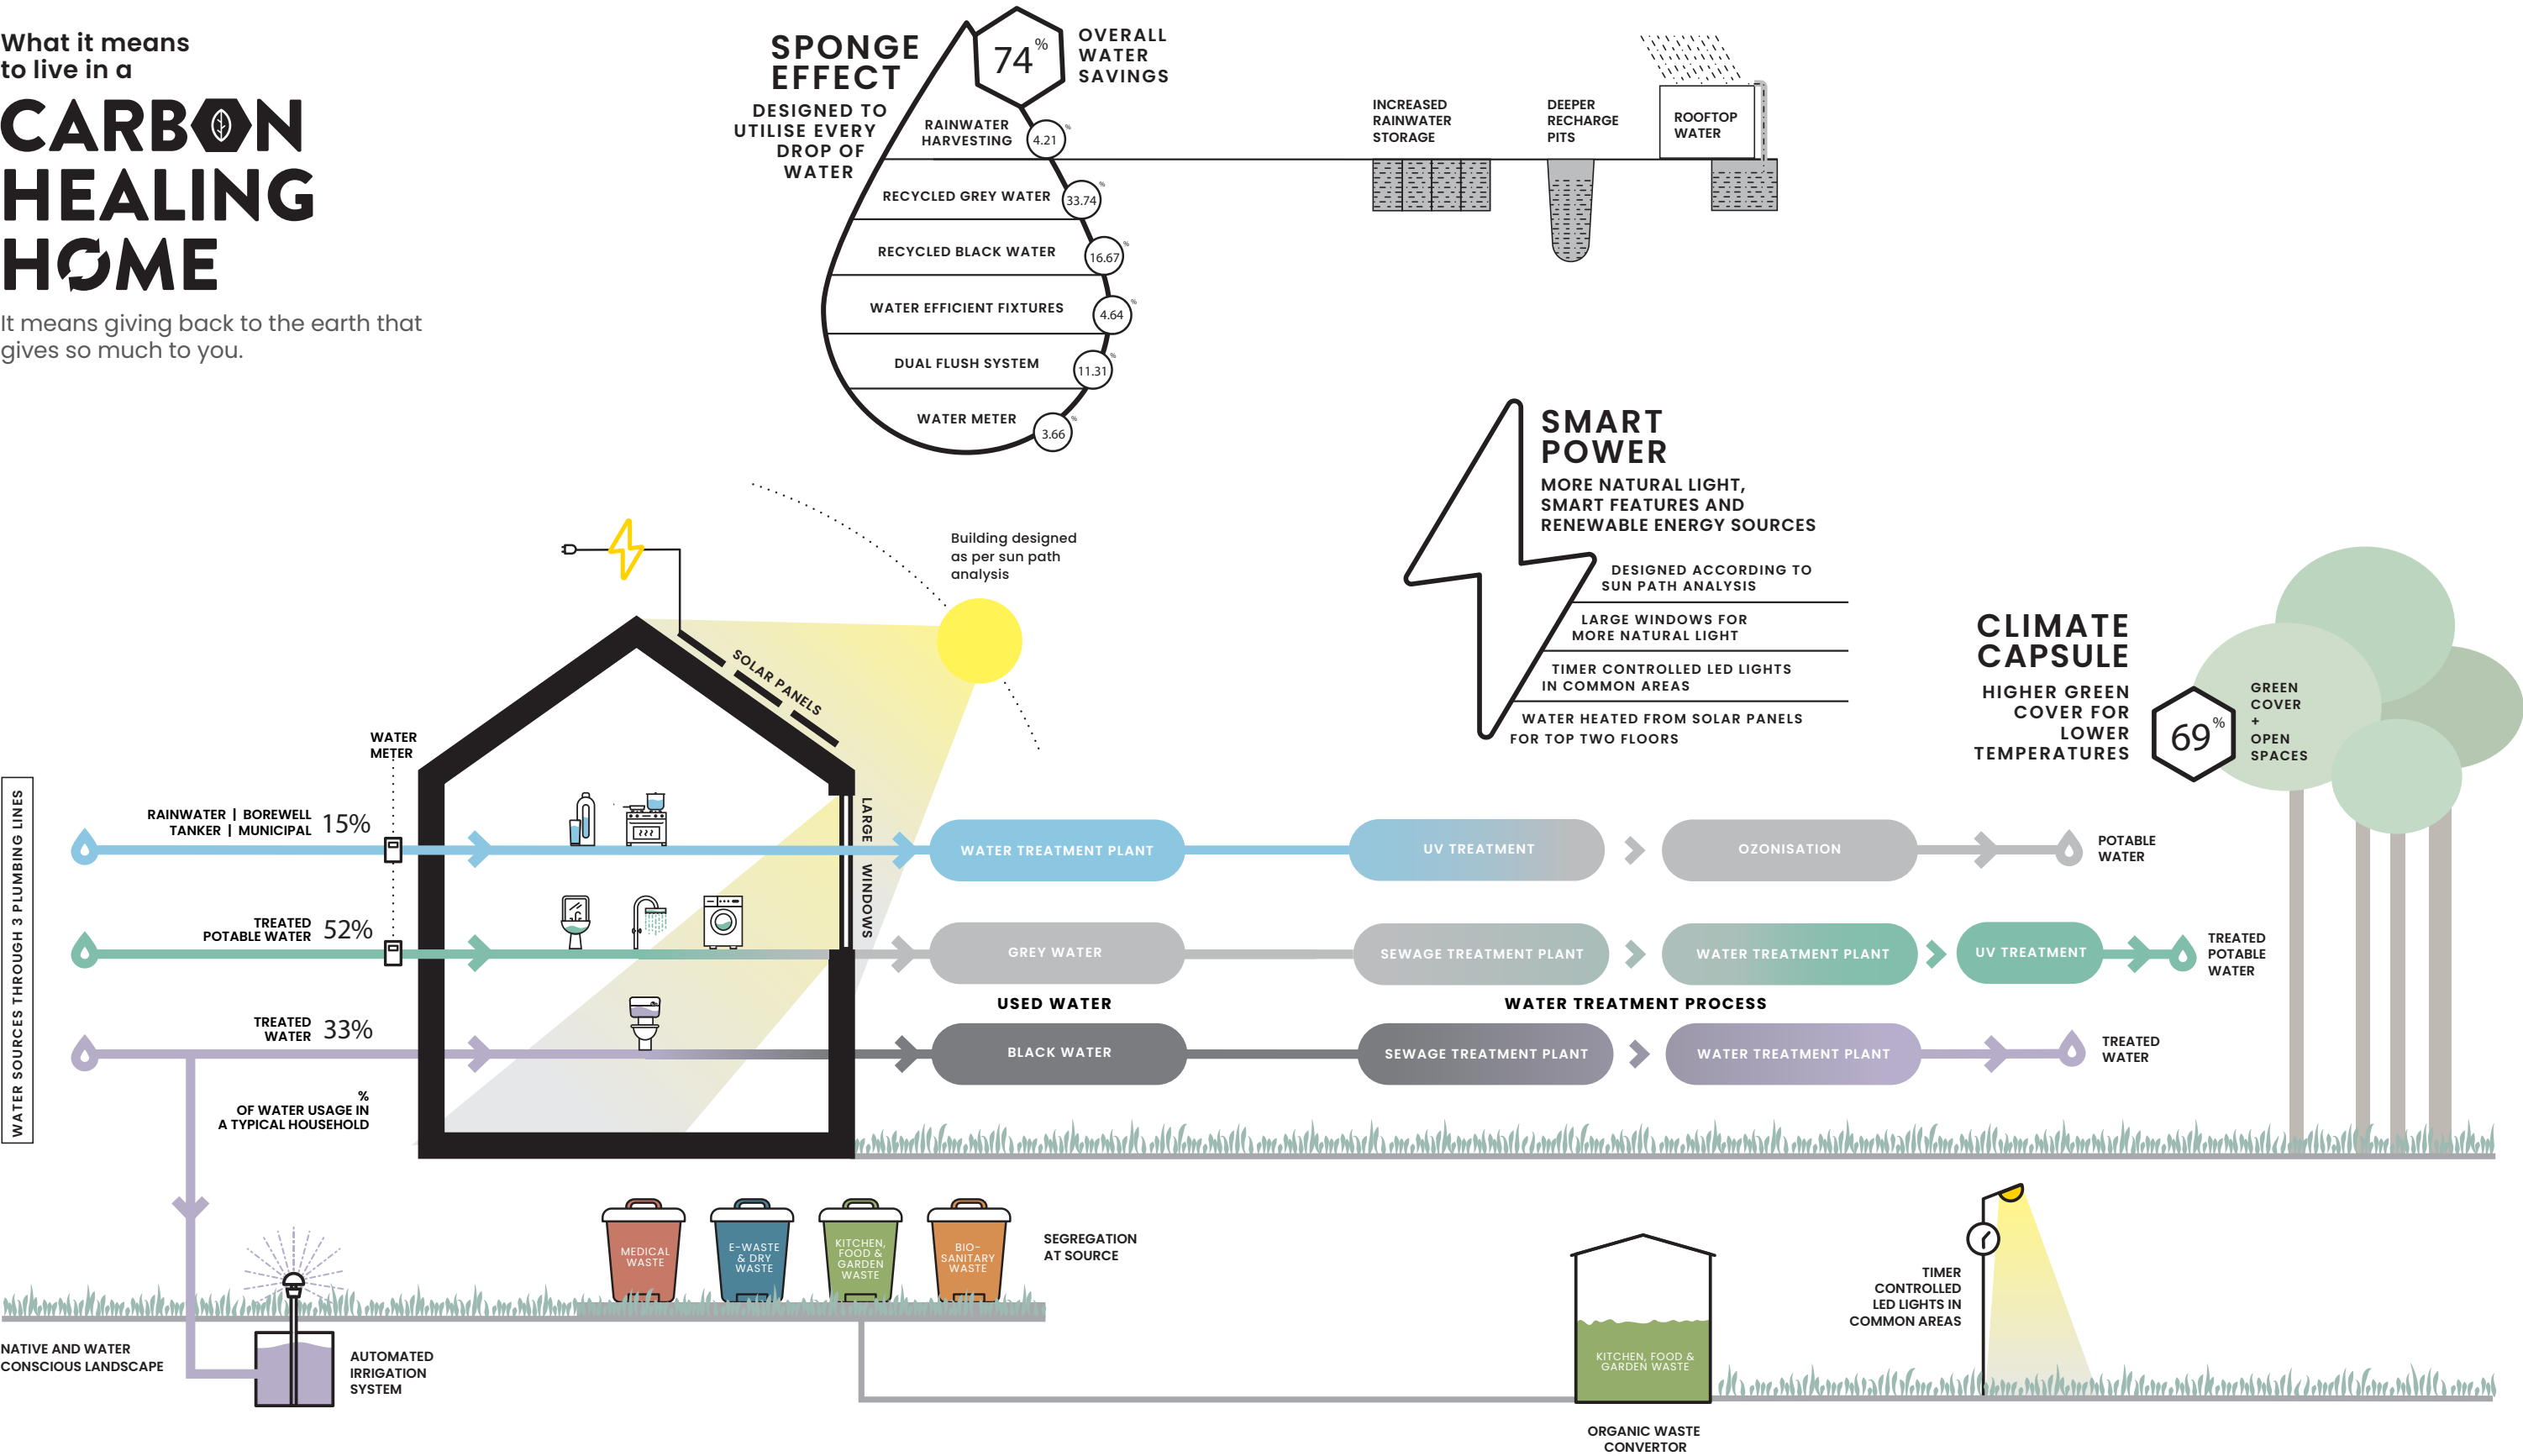 What it means
to live in a
CARBON
HEALING
HOME
It means giving back to the earth that
gives so much to you.
SPONGE
EFFECT
DESIGNED TO
UTILISE EVERY
DROP OF
WATER
74%
OVERALL
WATER
SAVINGS
RAINWATER
HARVESTING
4.21%
RECYCLED GREY WATER
33.74%
RECYCLED BLACK WATER
16.67%
WATER EFFICIENT FIXTURES
4.64%
DUAL FLUSH SYSTEM
11.31%
WATER METER
3.66%
INCREASED
RAINWATER
STORAGE
DEEPER
RECHARGE
PITS
ROOFTOP
WATER
SMART
POWER
MORE NATURAL LIGHT,
SMART FEATURES AND
RENEWABLE ENERGY SOURCES
DESIGNED ACCORDING TO
SUN PATH ANALYSIS
LARGE WINDOWS FOR
MORE NATURAL LIGHT
TIMER CONTROLLED LED LIGHTS
IN COMMON AREAS
WATER HEATED FROM SOLAR PANELS
FOR TOP TWO FLOORS
Building designed
as per sun path
analysis
SOLAR PANELS
LARGE WINDOWS
CLIMATE
CAPSULE
HIGHER GREEN
COVER FOR
LOWER
TEMPERATURES
69%
GREEN
COVER
+
OPEN
SPACES
WATER SOURCES THROUGH 3 PLUMBING LINES
WATER
METER
RAINWATER | BOREWELL
TANKER | MUNICIPAL
15%
WATER TREATMENT PLANT
UV TREATMENT
OZONISATION
POTABLE
WATER
TREATED
POTABLE WATER
52%
GREY WATER
SEWAGE TREATMENT PLANT
WATER TREATMENT PLANT
UV TREATMENT
TREATED
POTABLE
WATER
USED WATER
WATER TREATMENT PROCESS
TREATED
WATER
33%
BLACK WATER
SEWAGE TREATMENT PLANT
WATER TREATMENT PLANT
TREATED
WATER
%
OF WATER USAGE IN
A TYPICAL HOUSEHOLD
MEDICAL
WASTE
E-WASTE
& DRY
WASTE
KITCHEN,
FOOD &
GARDEN
WASTE
BIO-
SANITARY
WASTE
SEGREGATION
AT SOURCE
NATIVE AND WATER
CONSCIOUS LANDSCAPE
AUTOMATED
IRRIGATION
SYSTEM
KITCHEN, FOOD &
GARDEN WASTE
ORGANIC WASTE
CONVERTOR
TIMER
CONTROLLED
LED LIGHTS IN
COMMON AREAS